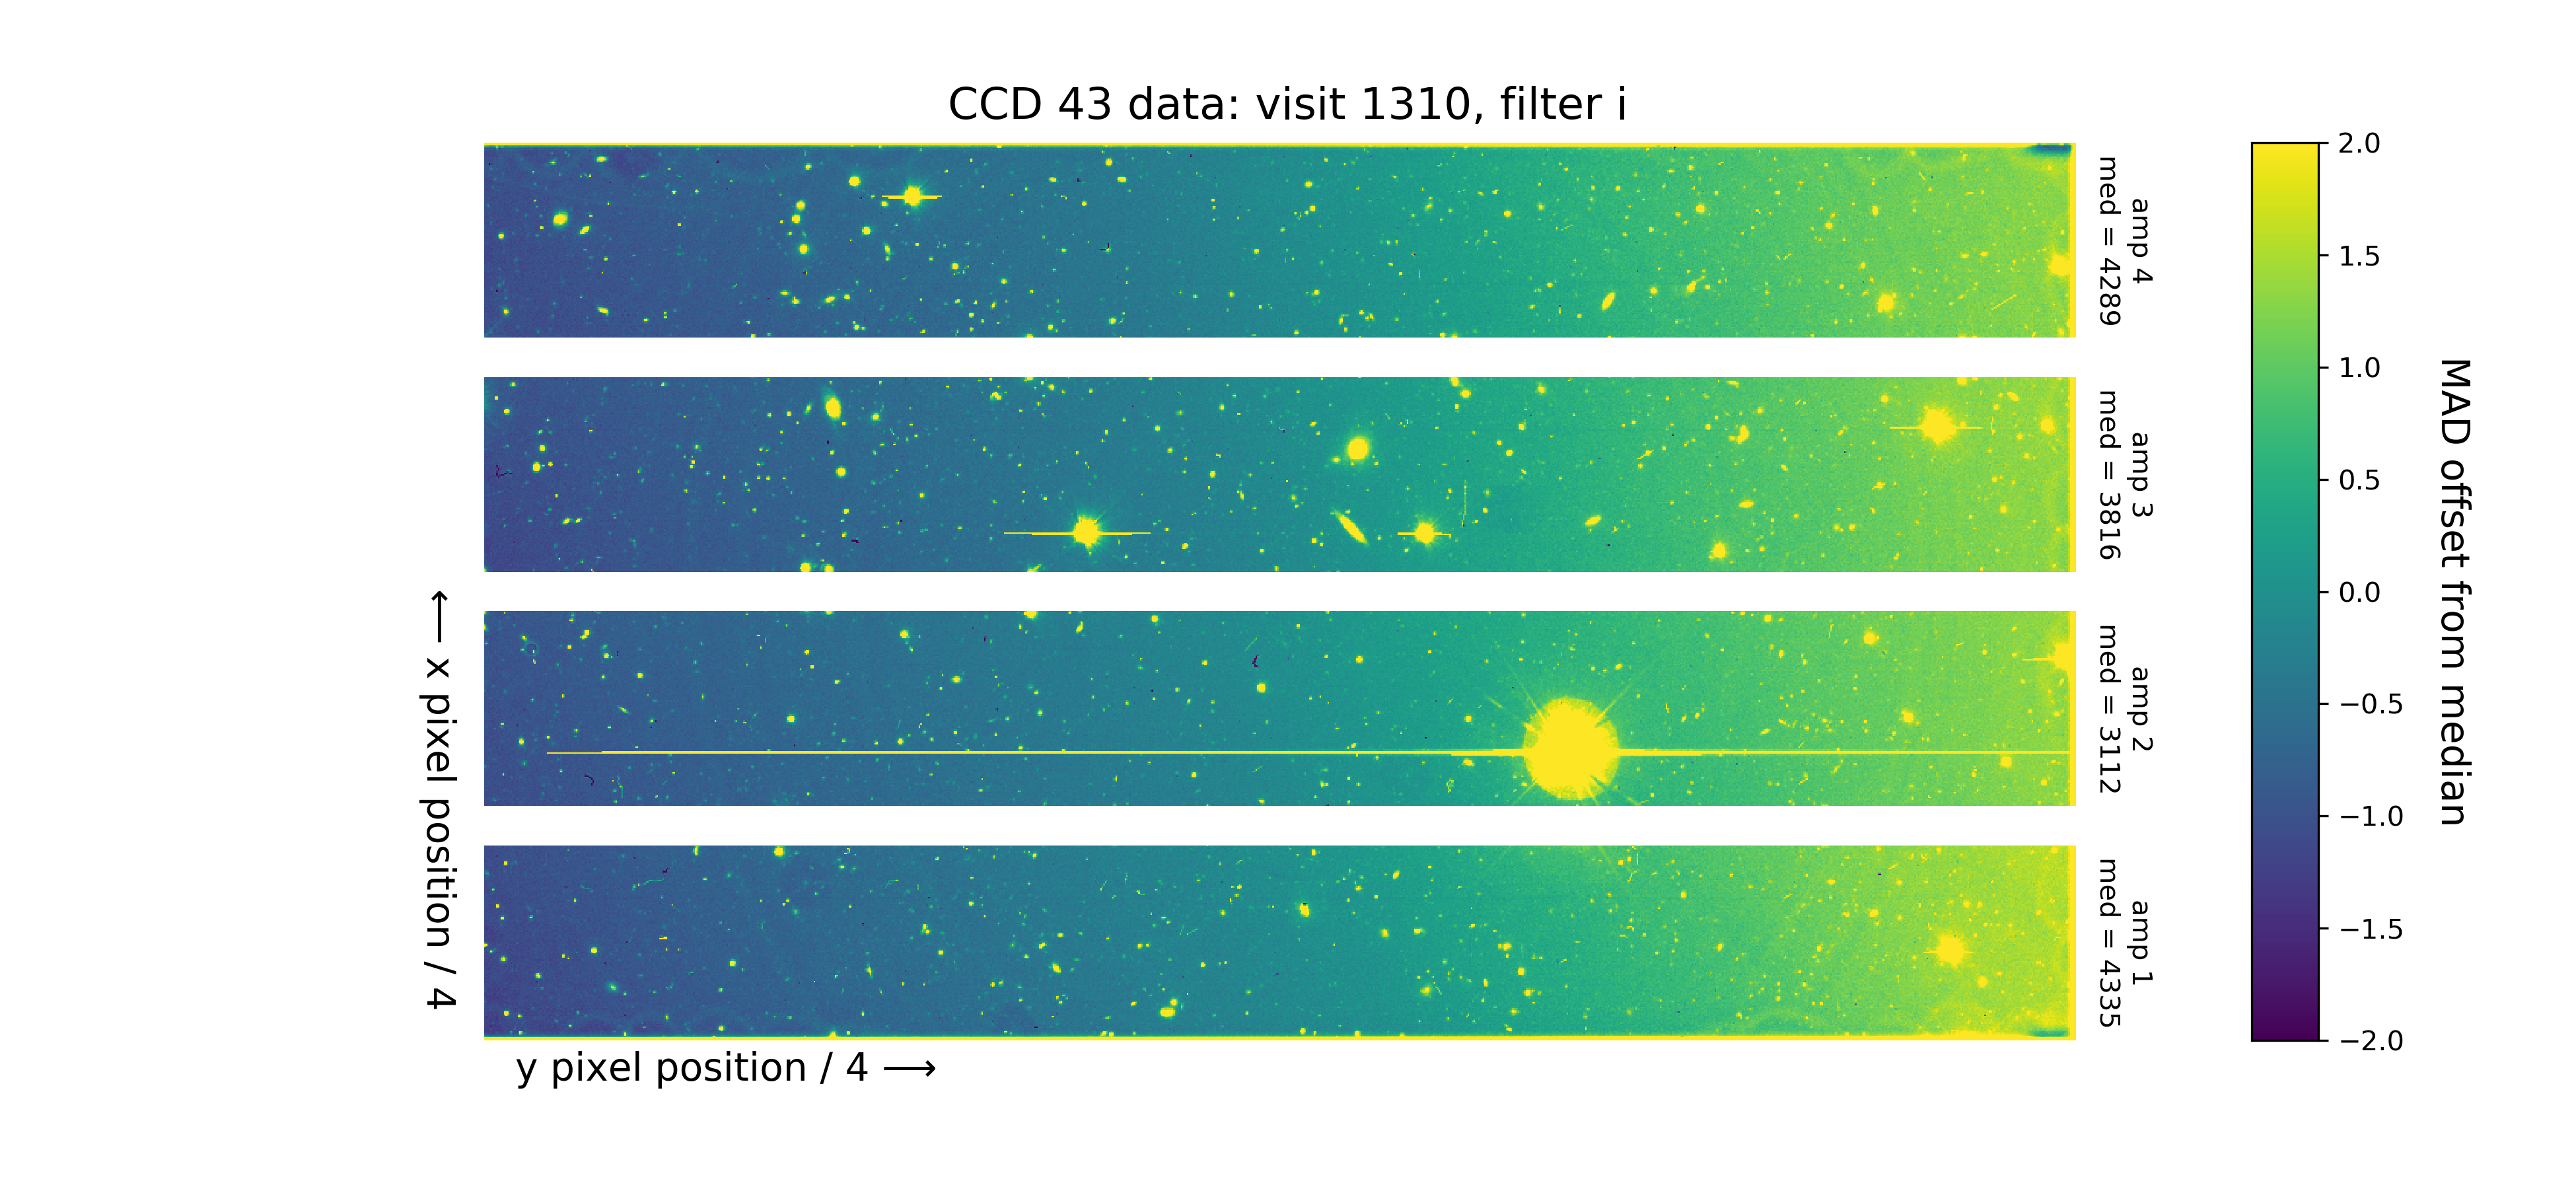 CCD 43 data: visit 1310, filter i
amp 4
med = 4289
amp 3
med = 3816
amp 2
med = 3112
amp 1
med = 4335
⟵ x pixel position / 4
y pixel position / 4 ⟶
2.0
1.5
1.0
0.5
0.0
−0.5
−1.0
−1.5
−2.0
MAD offset from median